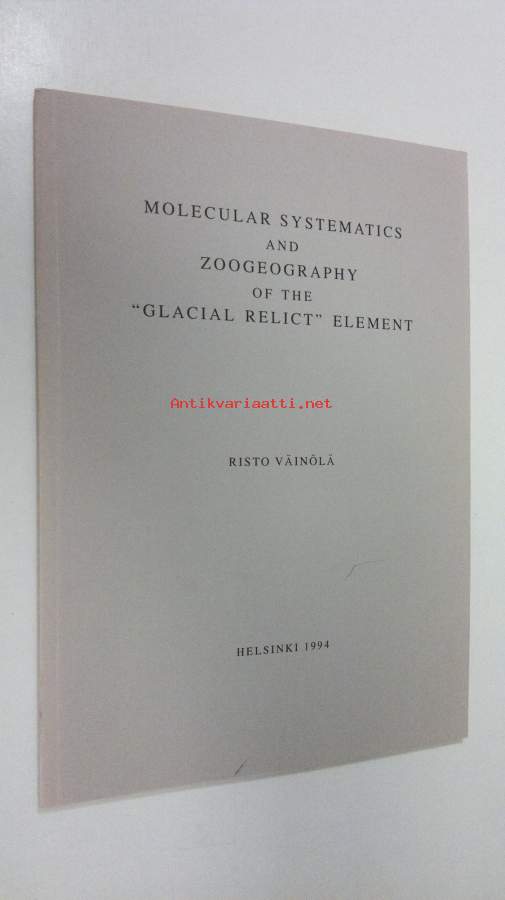 MOLECULAR SYSTEMATICS
AND
ZOOGEOGRAPHY
OF THE
“GLACIAL RELICT” ELEMENT
Antikvariaatti.net
RISTO VÄINÖLÄ
HELSINKI 1994